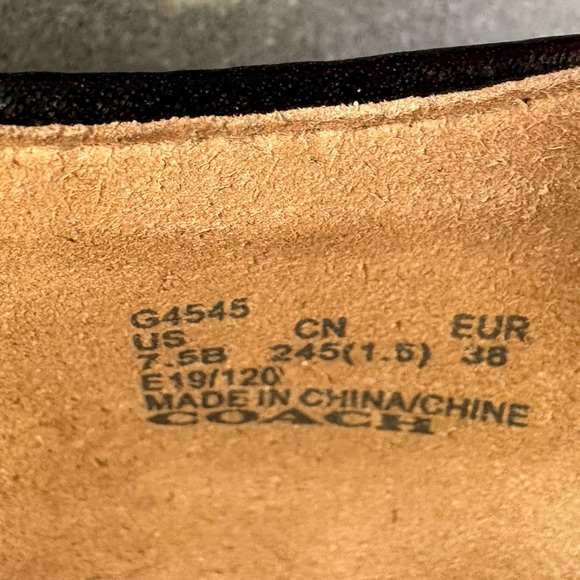 G4545
US CN EUR
7.5B 245(1.5) 38
E19/120
MADE IN CHINA/CHINE
COACH